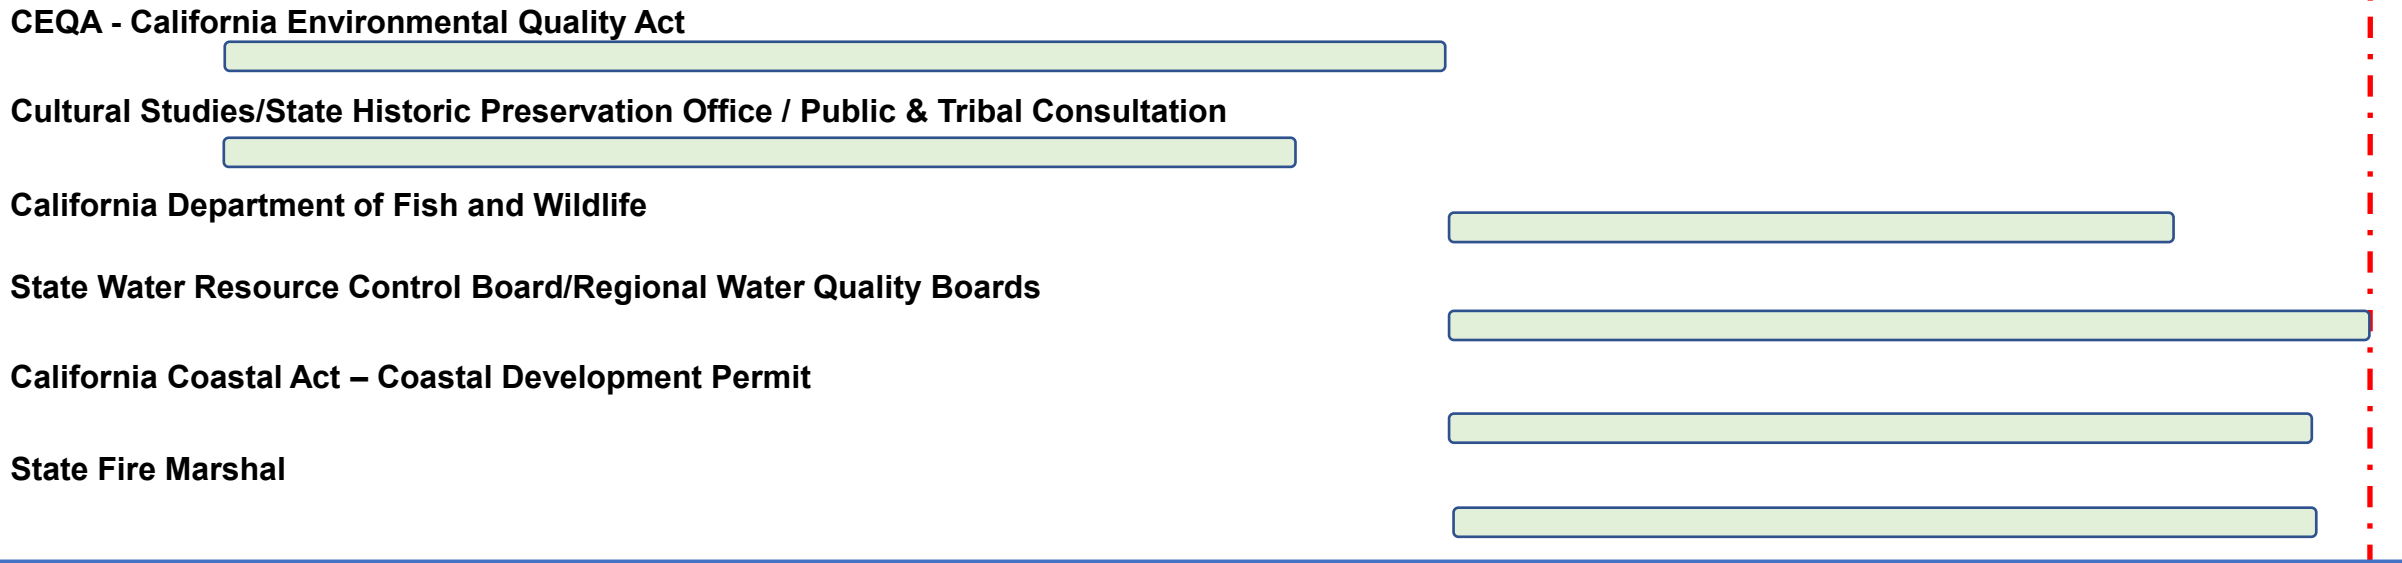 CEQA - California Environmental Quality Act
Cultural Studies/State Historic Preservation Office / Public & Tribal Consultation
California Department of Fish and Wildlife
State Water Resource Control Board/Regional Water Quality Boards
California Coastal Act – Coastal Development Permit
State Fire Marshal